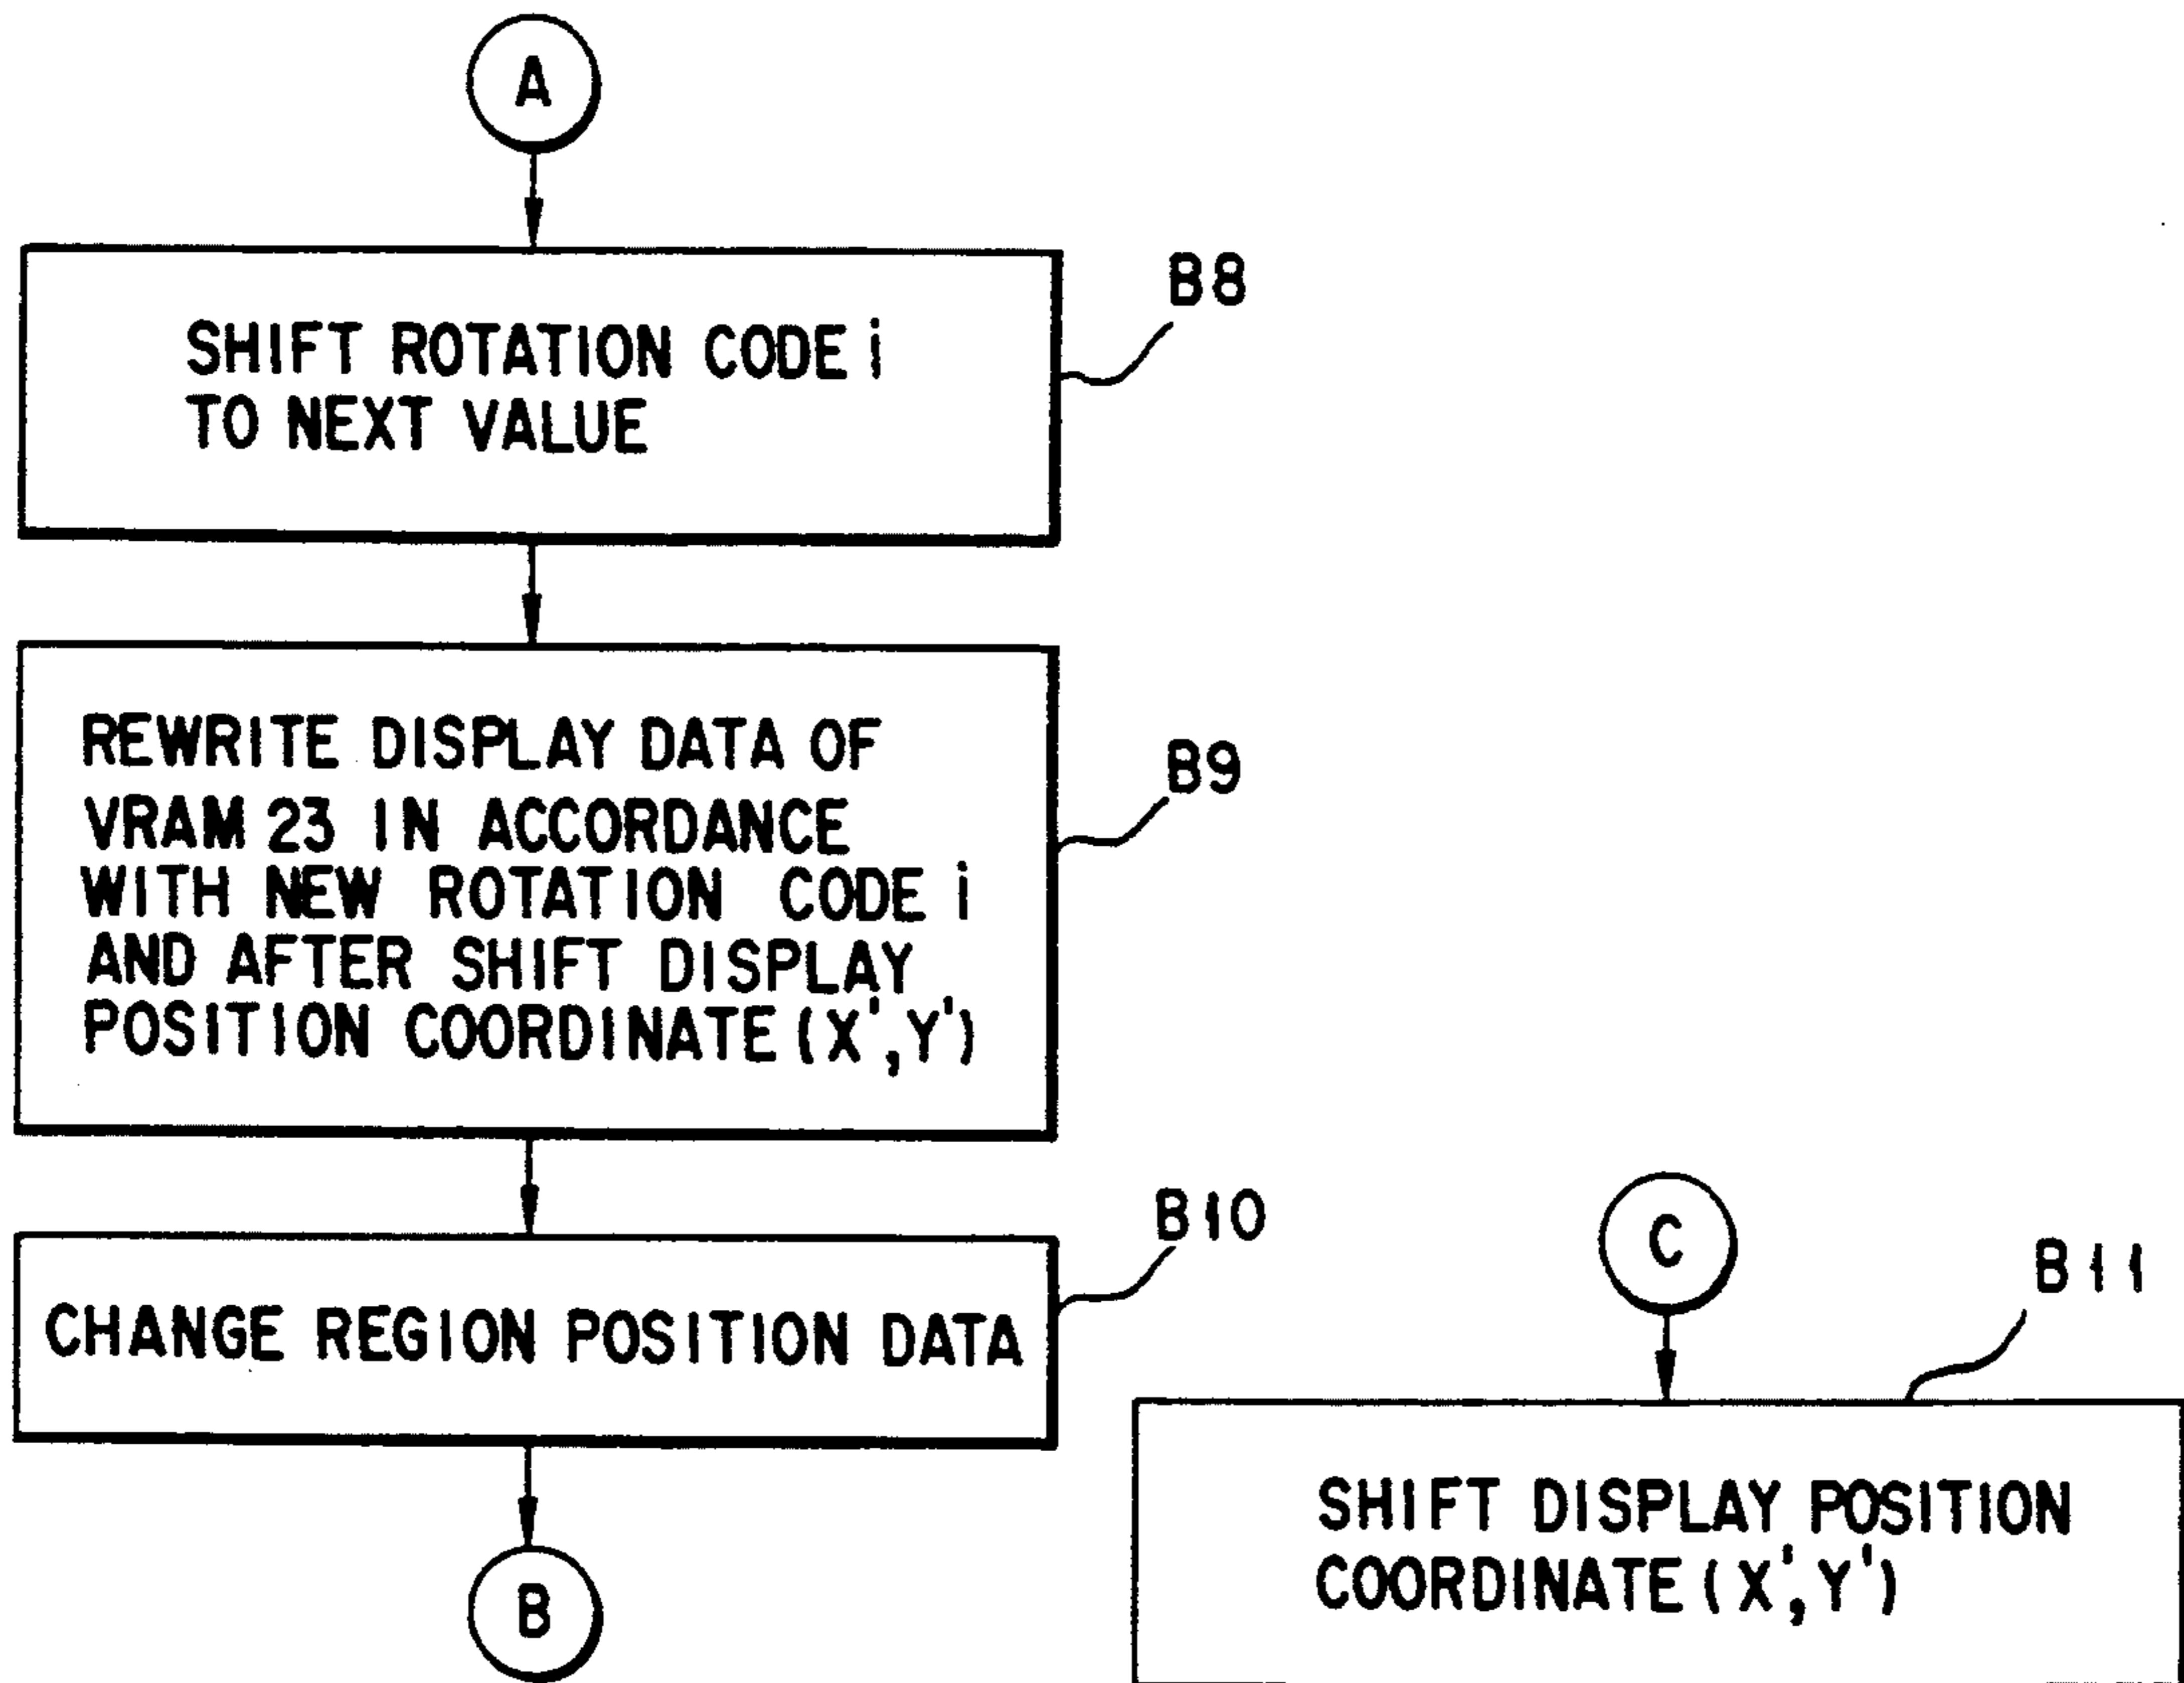 A
B8
SHIFT ROTATION CODE i
TO NEXT VALUE
B9
REWRITE DISPLAY DATA OF
VRAM 23 IN ACCORDANCE
WITH NEW ROTATION CODE i
AND AFTER SHIFT DISPLAY
POSITION COORDINATE (X', Y')
B10
CHANGE REGION POSITION DATA
B
C
B11
SHIFT DISPLAY POSITION
COORDINATE (X', Y')